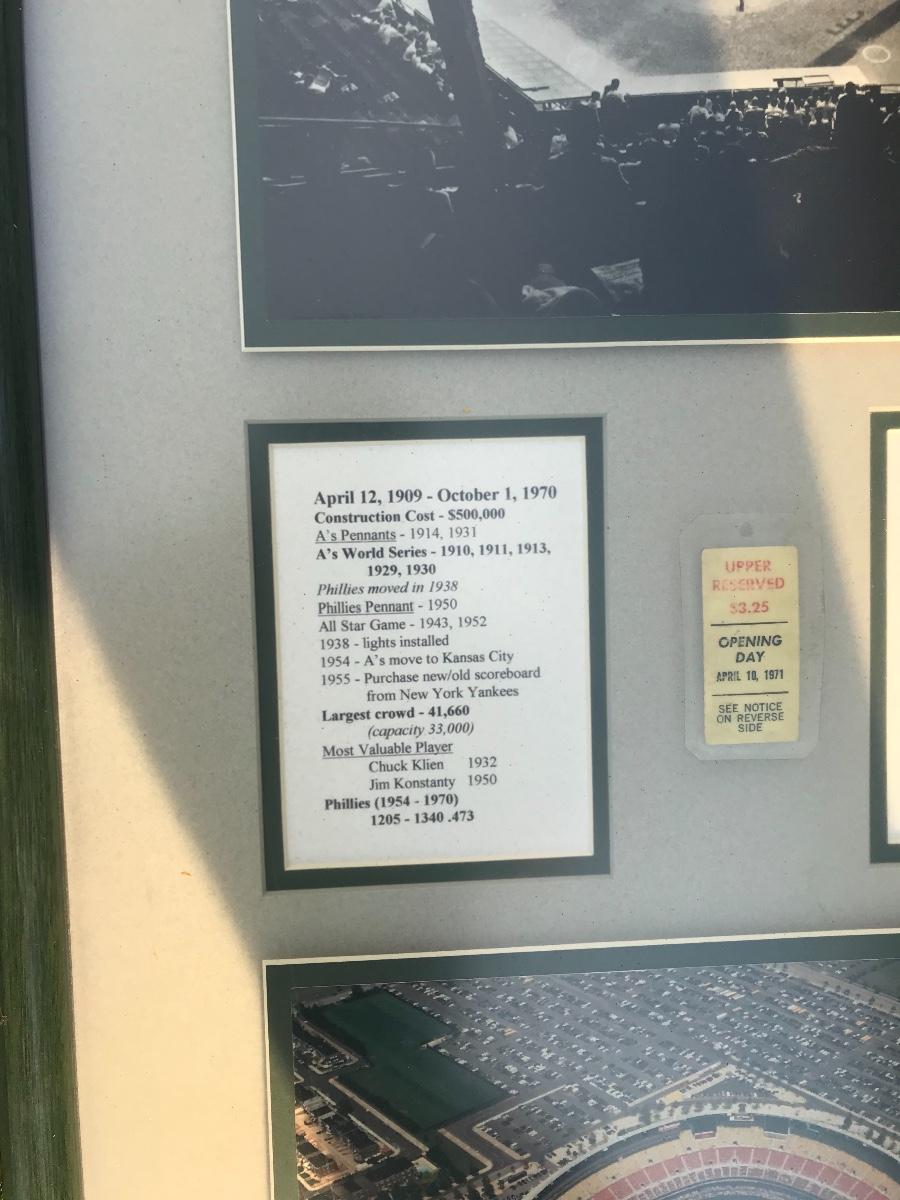 April 12, 1909 - October 1, 1970
Construction Cost - $500,000
A's Pennants - 1914, 1931
A's World Series - 1910, 1911, 1913,
1929, 1930
Phillies moved in 1938
Phillies Pennant - 1950
All Star Game - 1943, 1952
1938 - lights installed
1954 - A's move to Kansas City
1955 - Purchase new/old scoreboard
from New York Yankees
Largest crowd - 41,660
(capacity 33,000)
Most Valuable Player
Chuck Klien 1932
Jim Konstanty 1950
Phillies (1954 - 1970)
1205 - 1340 .473
UPPER
RESERVED
$3.25
OPENING
DAY
APRIL 10, 1971
SEE NOTICE
ON REVERSE
SIDE